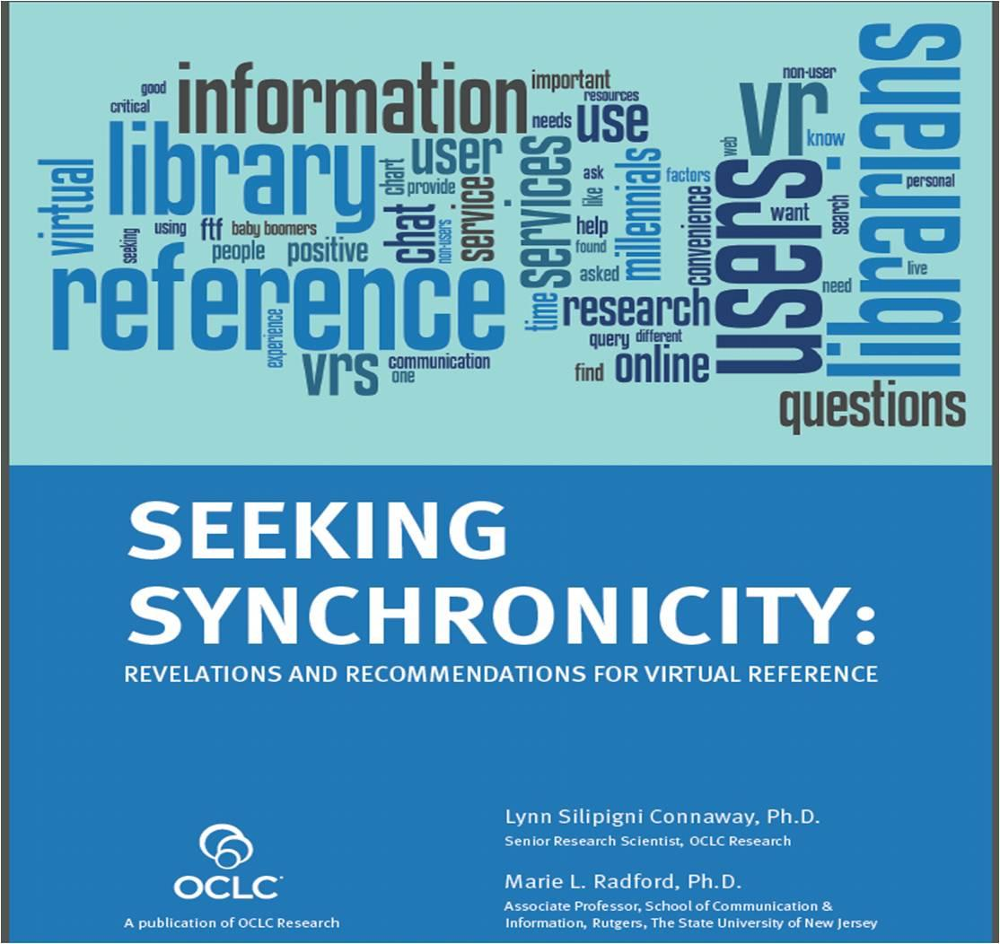 good
information
important
resources
non-user
librarians
critical
library
needs
use
vr
know
virtual
chart
user
provide
services
ask
like
millennials
factors
web
users
personal
seeking
using
ftf
baby boomers
people
positive
chat
non-users
service
help
found
asked
convenience
want
search
live
need
reference
experience
time
research
query
different
vrs
communication
one
find
online
questions
SEEKING
SYNCHRONICITY:
REVELATIONS AND RECOMMENDATIONS FOR VIRTUAL REFERENCE
Lynn Silipigni Connaway, Ph.D.
Senior Research Scientist, OCLC Research
Marie L. Radford, Ph.D.
Associate Professor, School of Communication &
Information, Rutgers, The State University of New Jersey
OCLC
A publication of OCLC Research